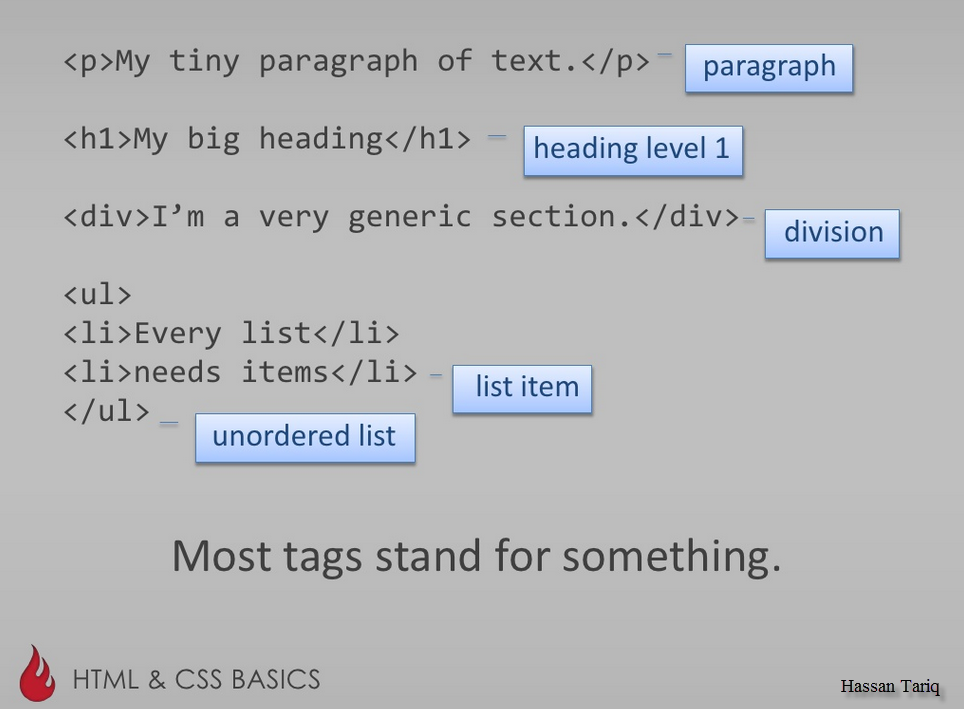 <p>My tiny paragraph of text.</p>
paragraph
<h1>My big heading</h1>
heading level 1
<div>I’m a very generic section.</div>
division
<ul>
<li>Every list</li>
<li>needs items</li>
list item
</ul>
unordered list
Most tags stand for something.
HTML & CSS BASICS
Hassan Tariq